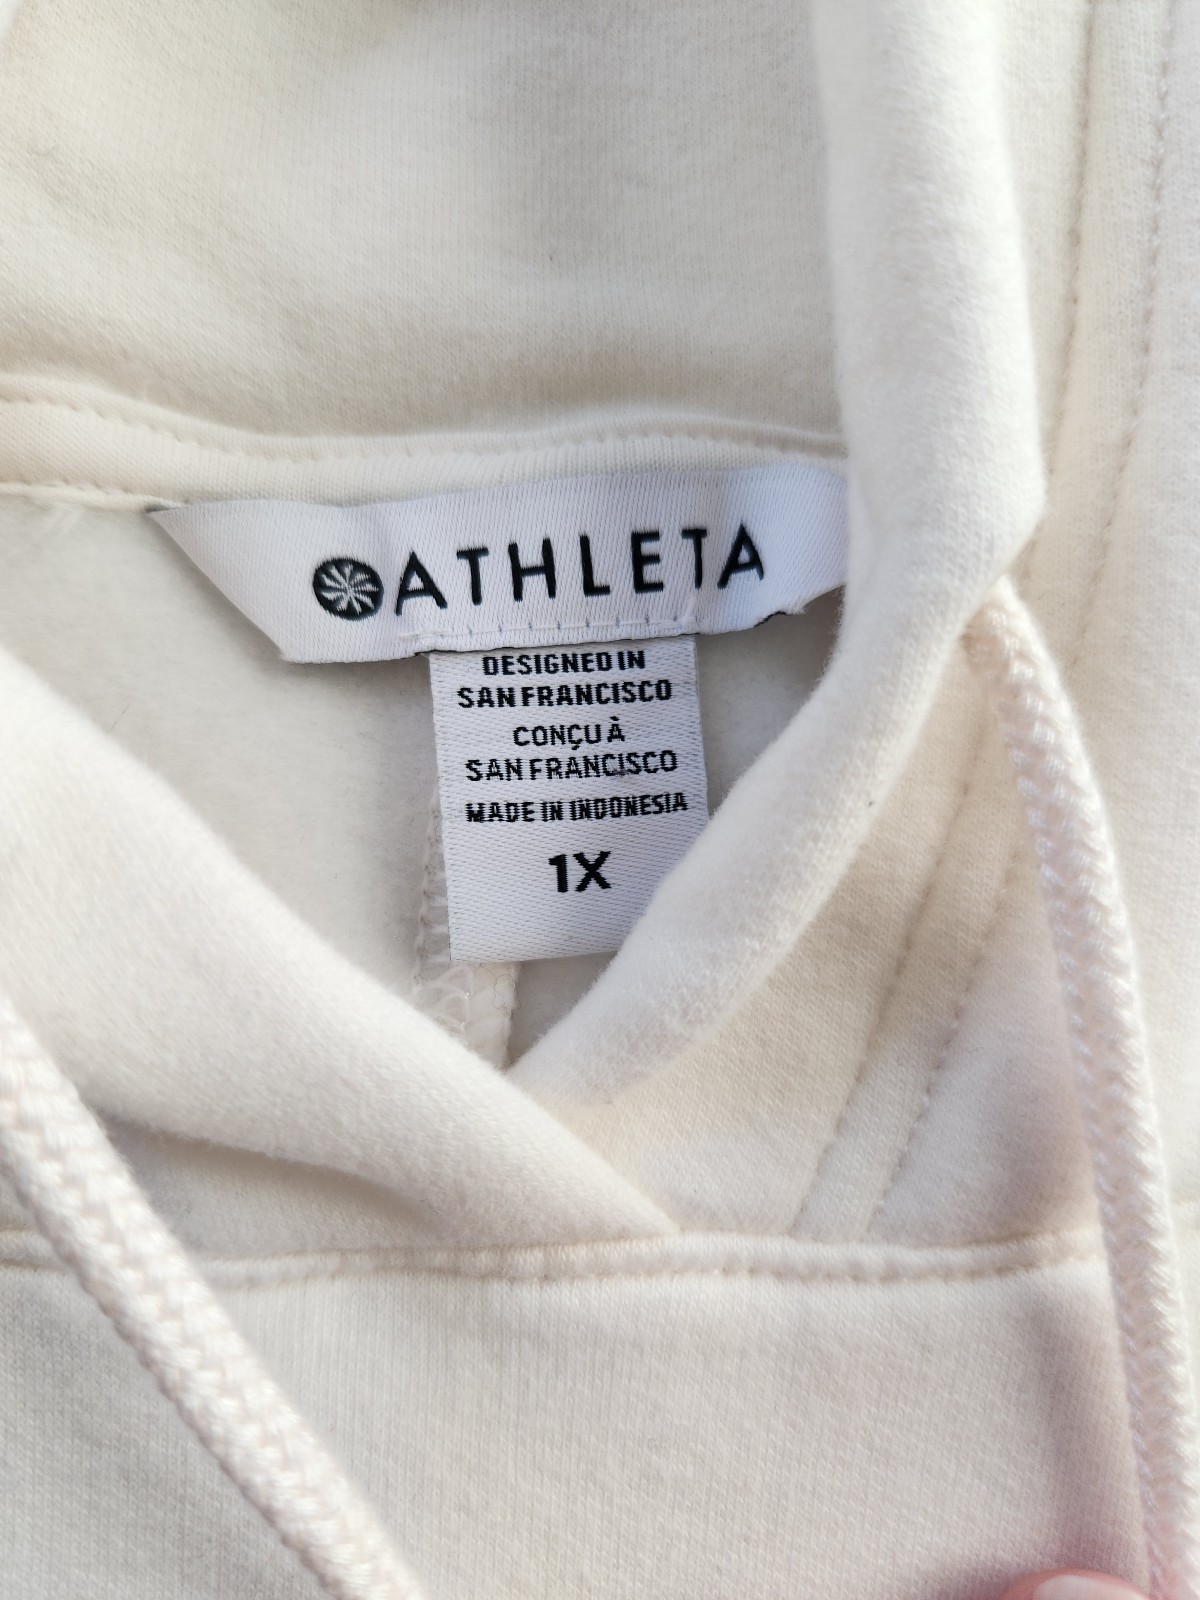 ATHLETA
DESIGNED IN
SAN FRANCISCO
CONÇU À
SAN FRANCISCO
MADE IN INDONESIA
1X